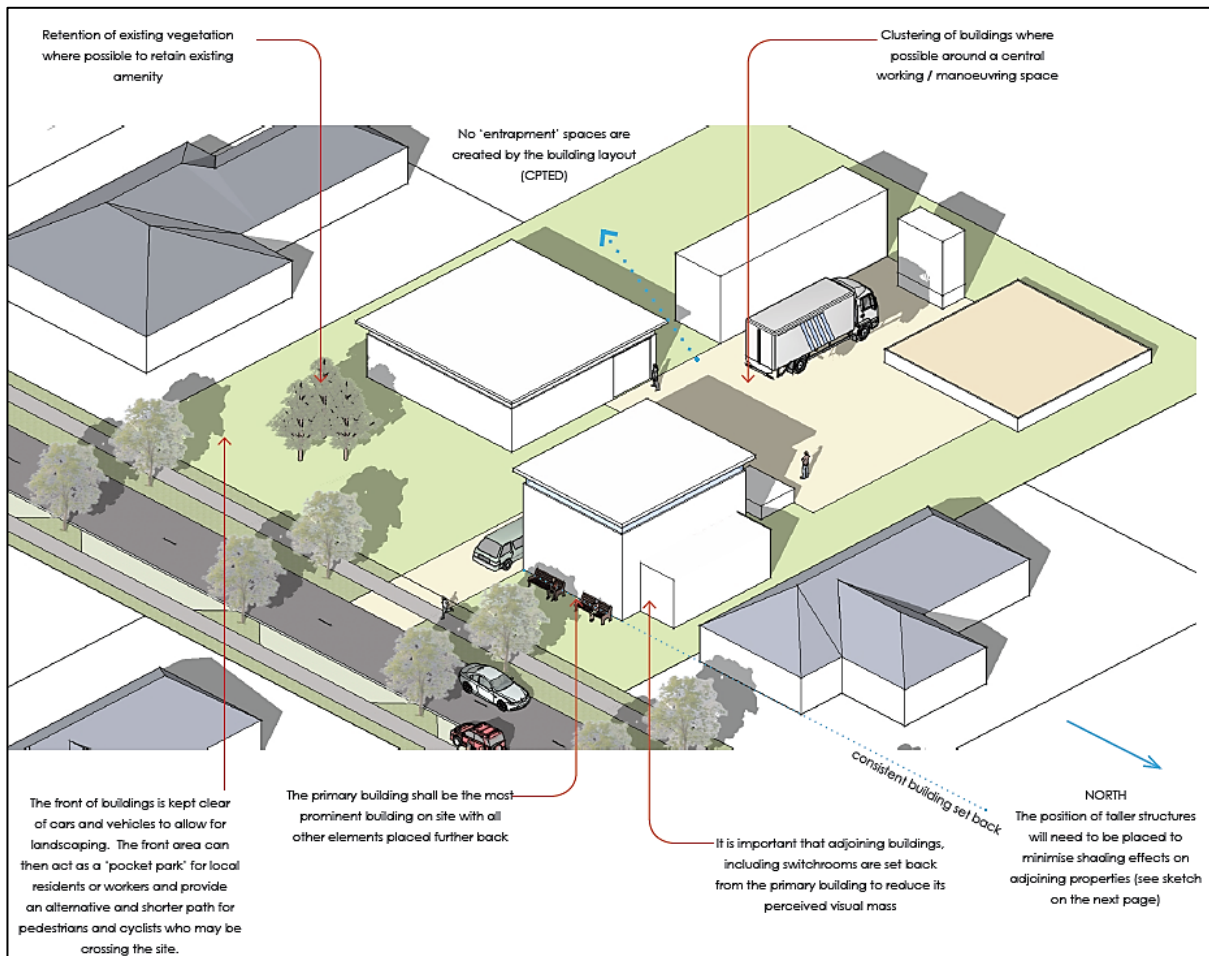 Retention of existing vegetation
where possible to retain existing
amenity
Clustering of buildings where
possible around a central
working / manoeuvring space
No 'entrapment' spaces are
created by the building layout
(CPTED)
The front of buildings is kept clear
of cars and vehicles to allow for
landscaping. The front area can
then act as a 'pocket park' for local
residents or workers and provide
an alternative and shorter path for
pedestrians and cyclists who may be
crossing the site.
The primary building shall be the most
prominent building on site with all
other elements placed further back
It is important that adjoining buildings,
including switchrooms are set back
from the primary building to reduce its
perceived visual mass
consistent building set back
NORTH
The position of taller structures
will need to be placed to
minimise shading effects on
adjoining properties (see sketch
on the next page)